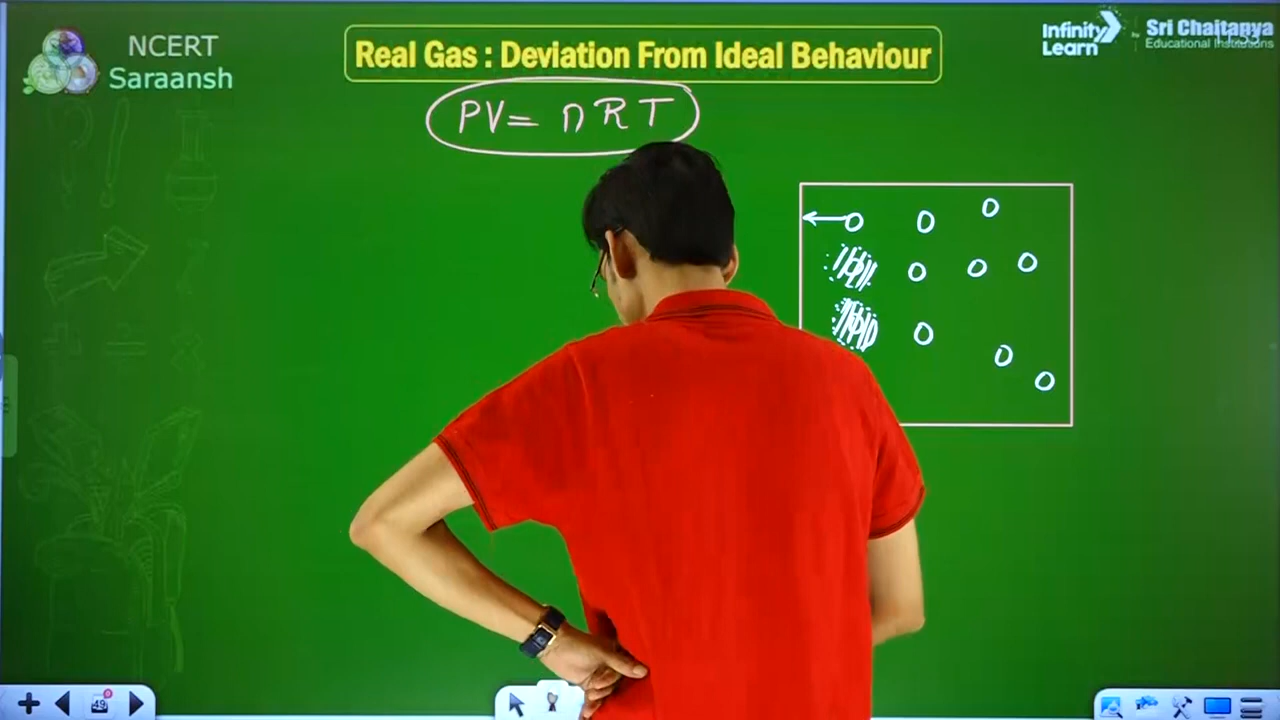 NCERT
Saraansh
Real Gas : Deviation From Ideal Behaviour
Infinity
Learn
Sri Chaitanya
Educational Institutions
PV = nRT
49